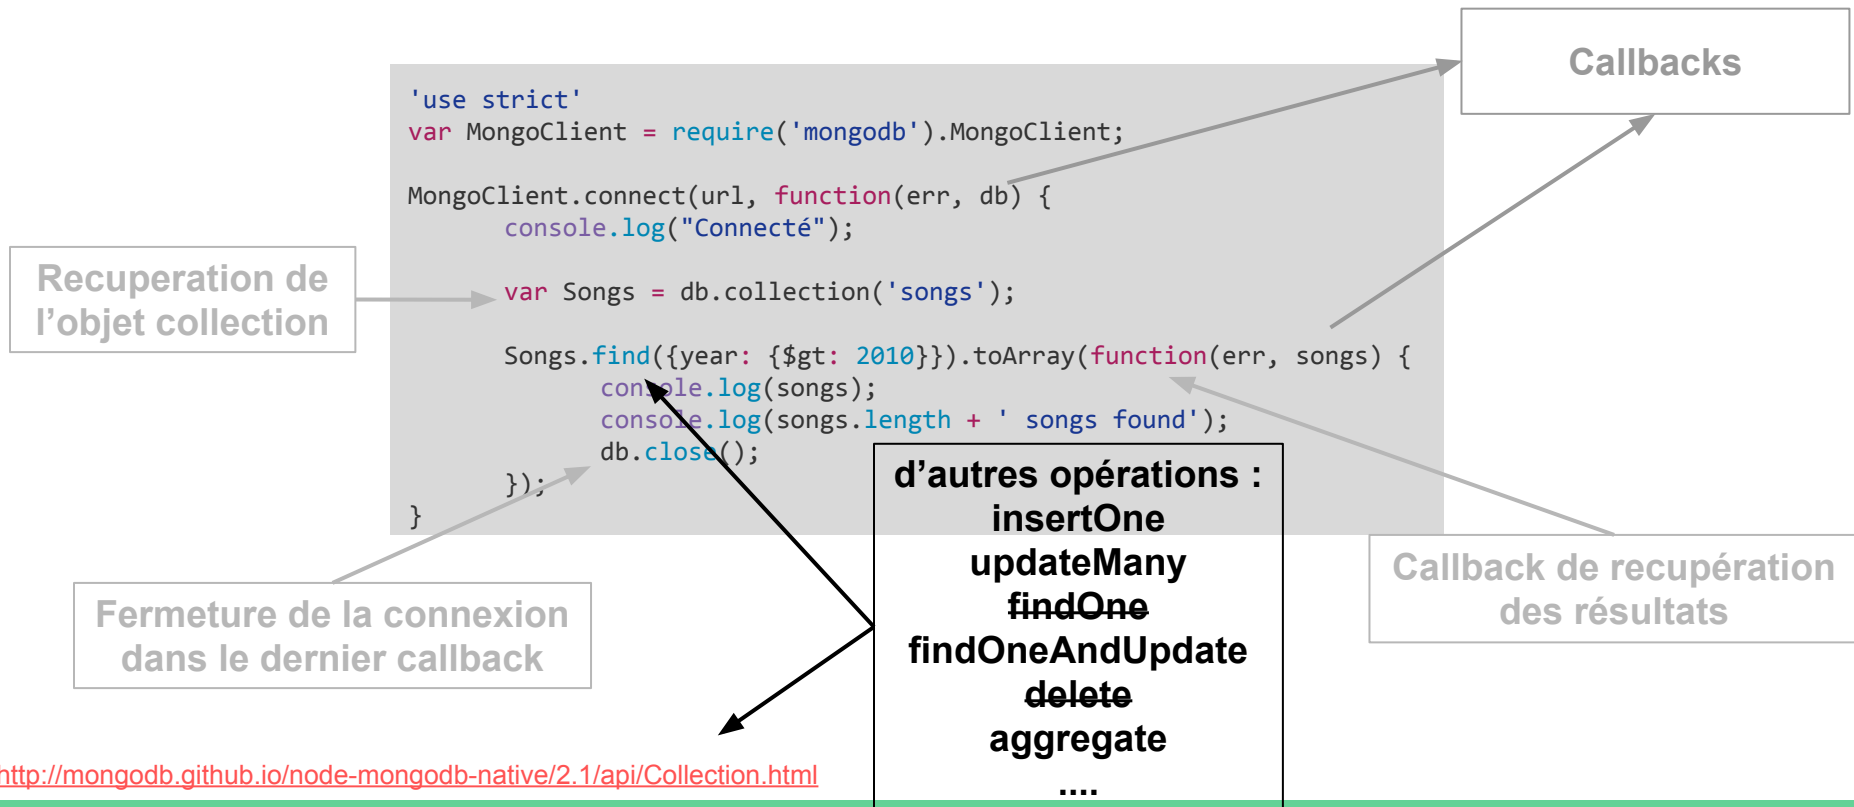 Callbacks
'use strict'
var MongoClient = require('mongodb').MongoClient;
MongoClient.connect(url, function(err, db) {
console.log("Connecté");
var Songs = db.collection('songs');
Songs.find({year: {$gt: 2010}}).toArray(function(err, songs) {
console.log(songs);
console.log(songs.length + ' songs found');
db.close();
});
}
Recuperation de
l’objet collection
Fermeture de la connexion
dans le dernier callback
d’autres opérations :
insertOne
updateMany
findOne
findOneAndUpdate
delete
aggregate
....
Callback de recupération
des résultats
http://mongodb.github.io/node-mongodb-native/2.1/api/Collection.html